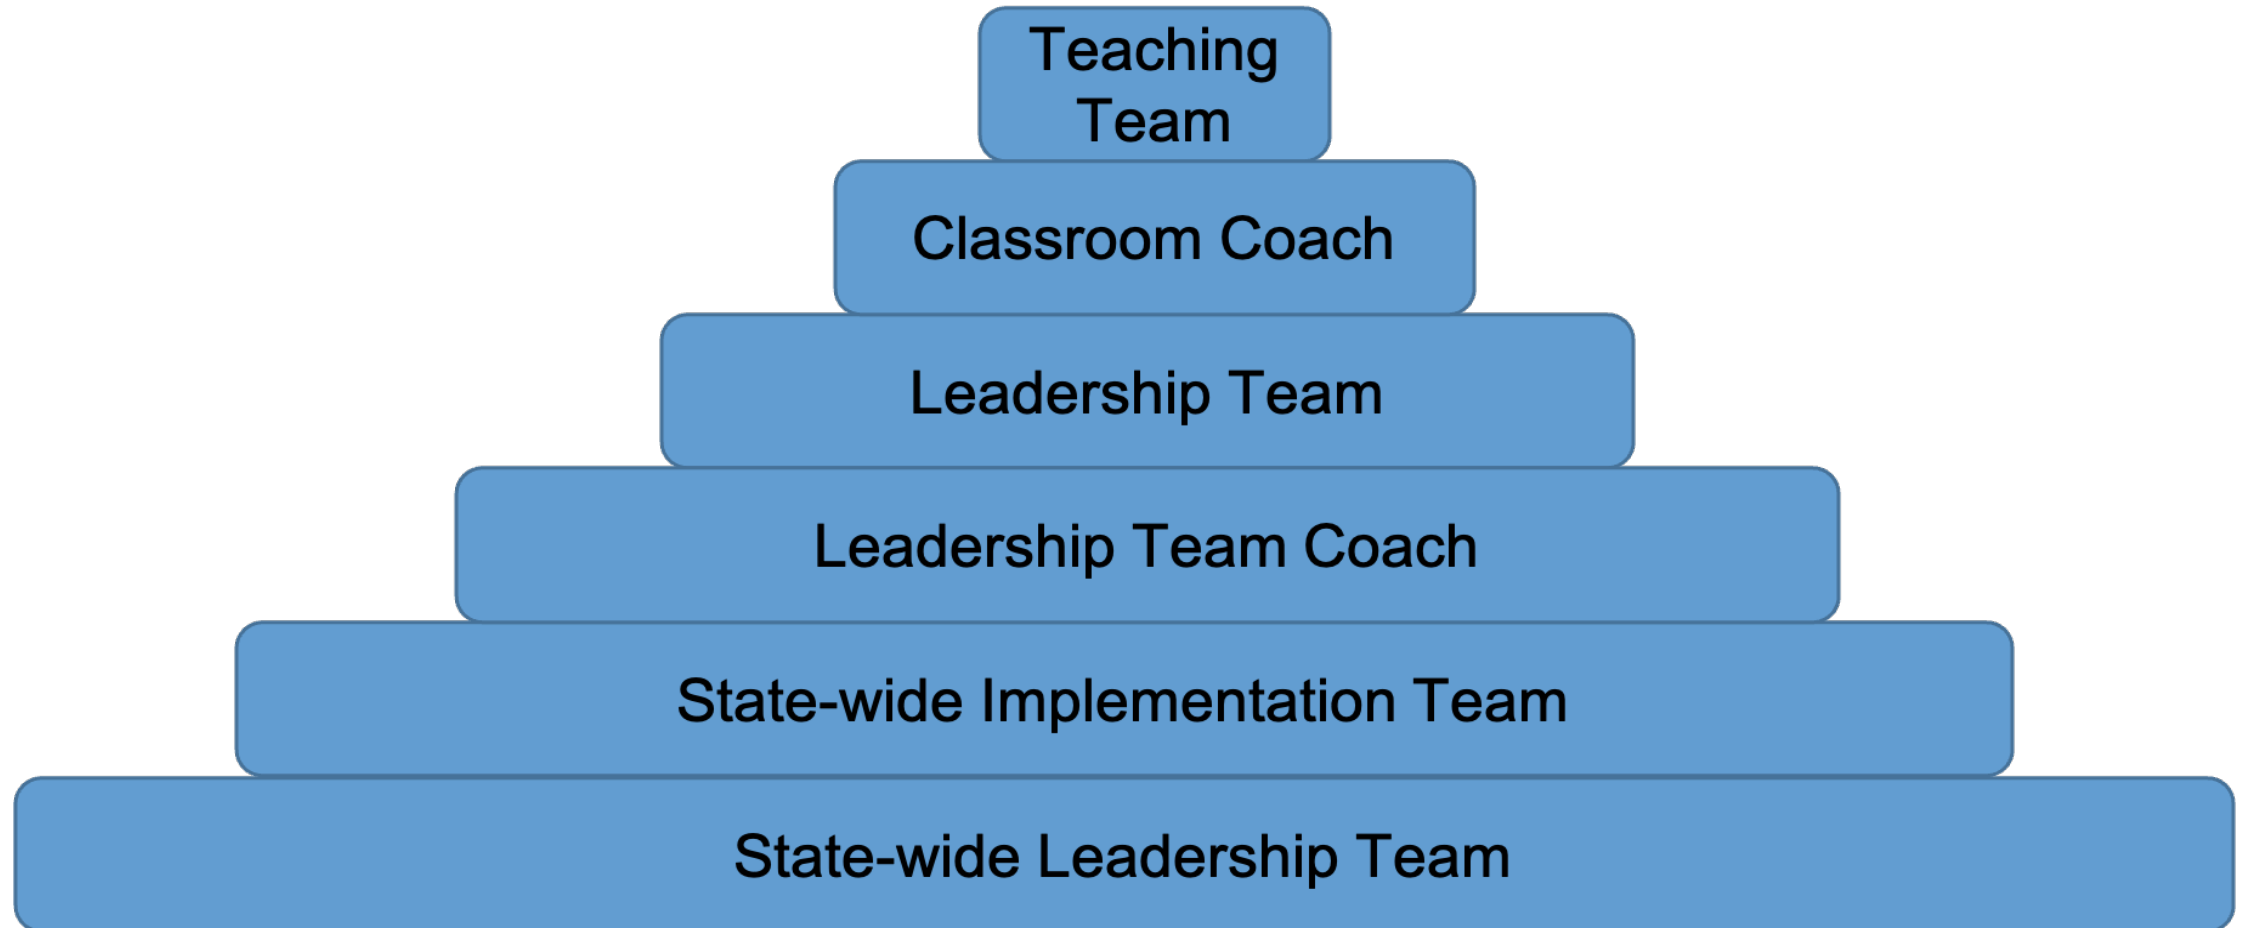 Teaching
Team
Classroom Coach
Leadership Team
Leadership Team Coach
State-wide Implementation Team
State-wide Leadership Team